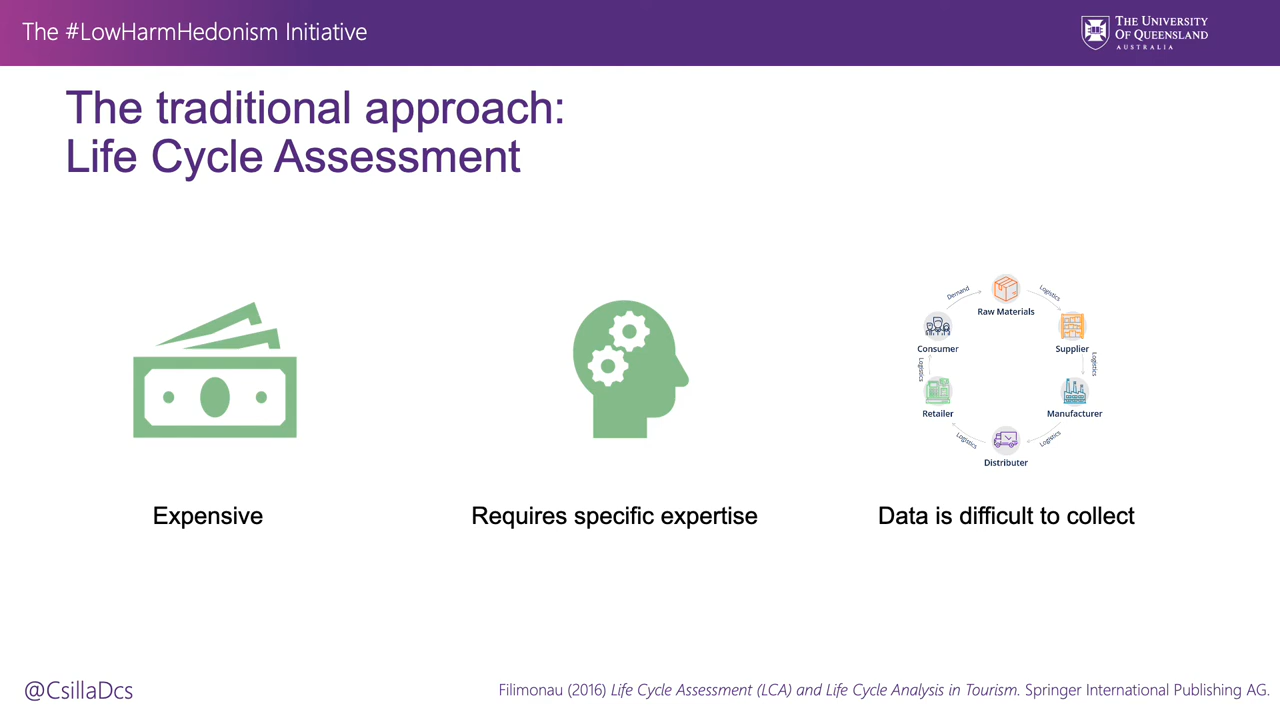 The #LowHarmHedonism Initiative
THE UNIVERSITY
OF QUEENSLAND
AUSTRALIA
The traditional approach:
Life Cycle Assessment
Demand
Logistics
Raw Materials
Consumer
Supplier
Logistics
Logistics
Retailer
Manufacturer
Logistics
Logistics
Distributer
Expensive
Requires specific expertise
Data is difficult to collect
@CsillaDcs
Filimonau (2016) Life Cycle Assessment (LCA) and Life Cycle Analysis in Tourism. Springer International Publishing AG.